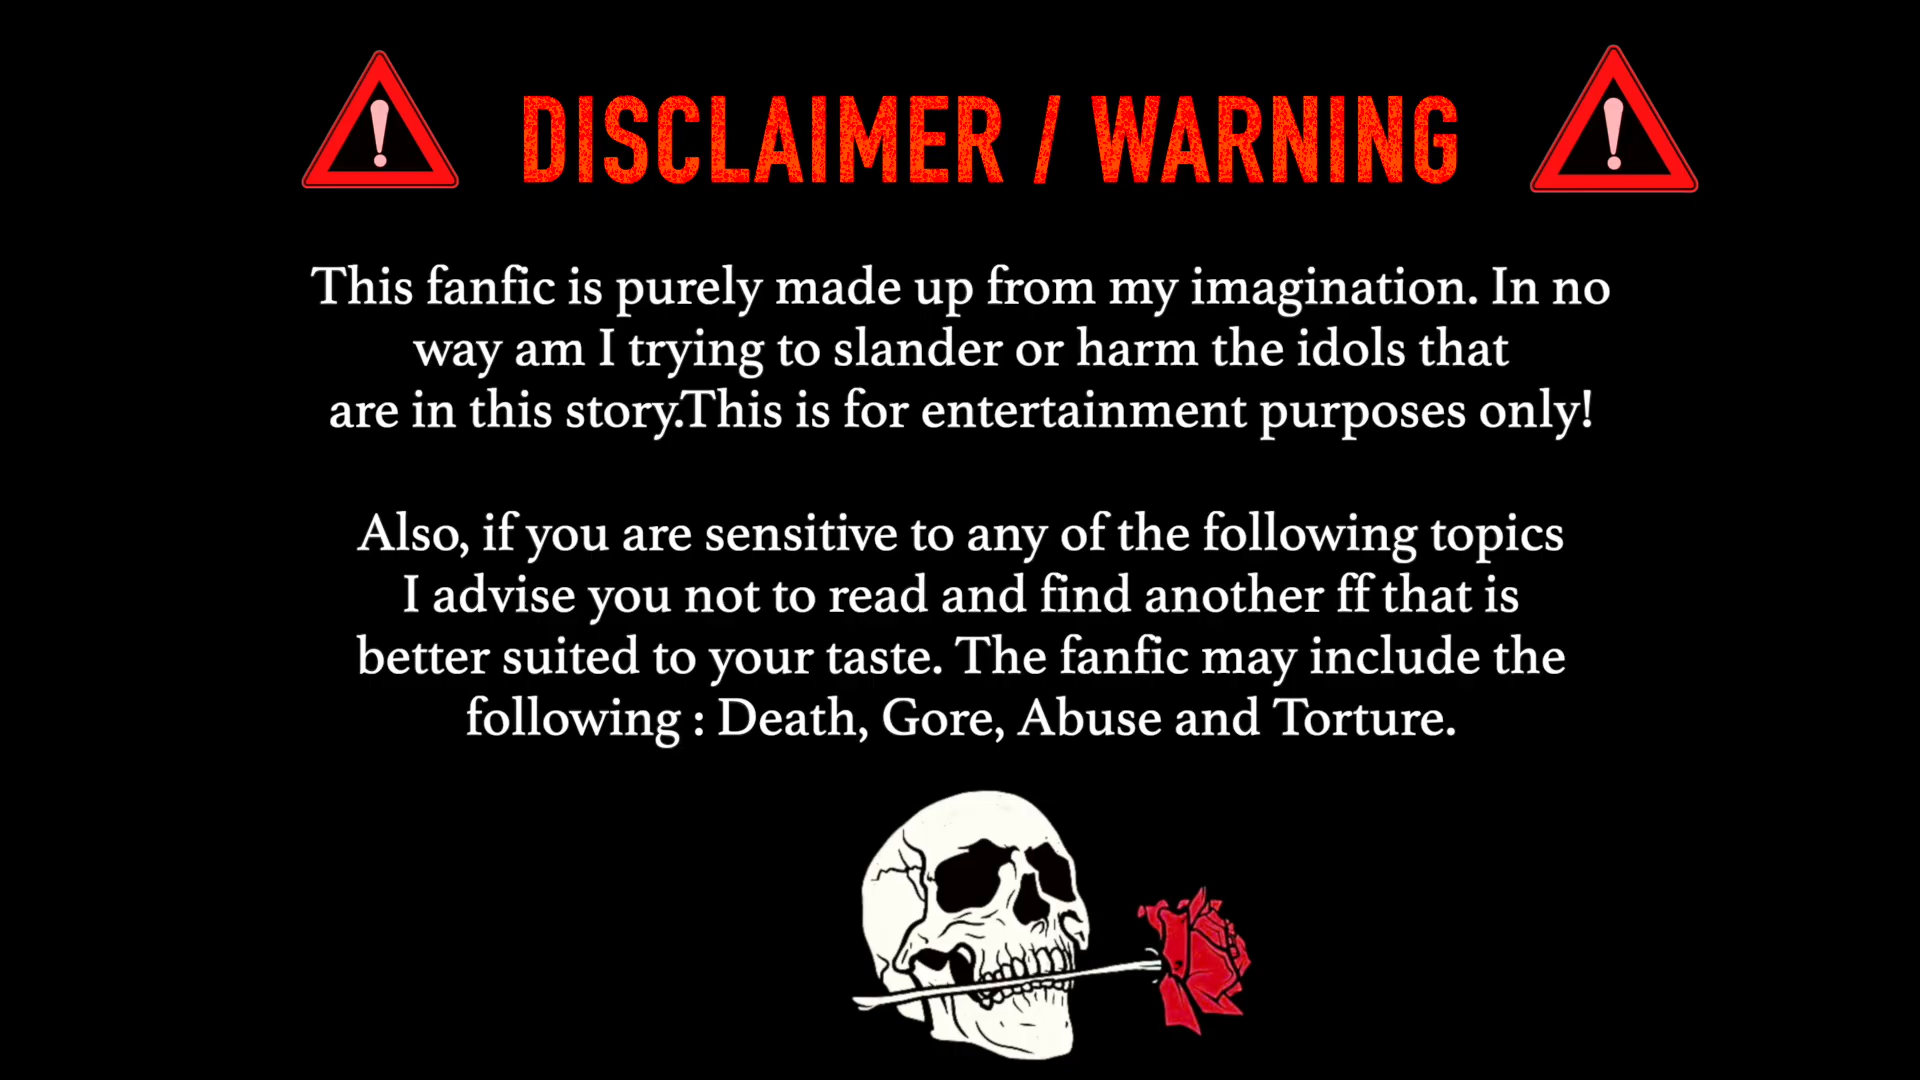 DISCLAIMER / WARNING
This fanfic is purely made up from my imagination. In no
way am I trying to slander or harm the idols that
are in this story.This is for entertainment purposes only!
Also, if you are sensitive to any of the following topics
I advise you not to read and find another ff that is
better suited to your taste. The fanfic may include the
following : Death, Gore, Abuse and Torture.